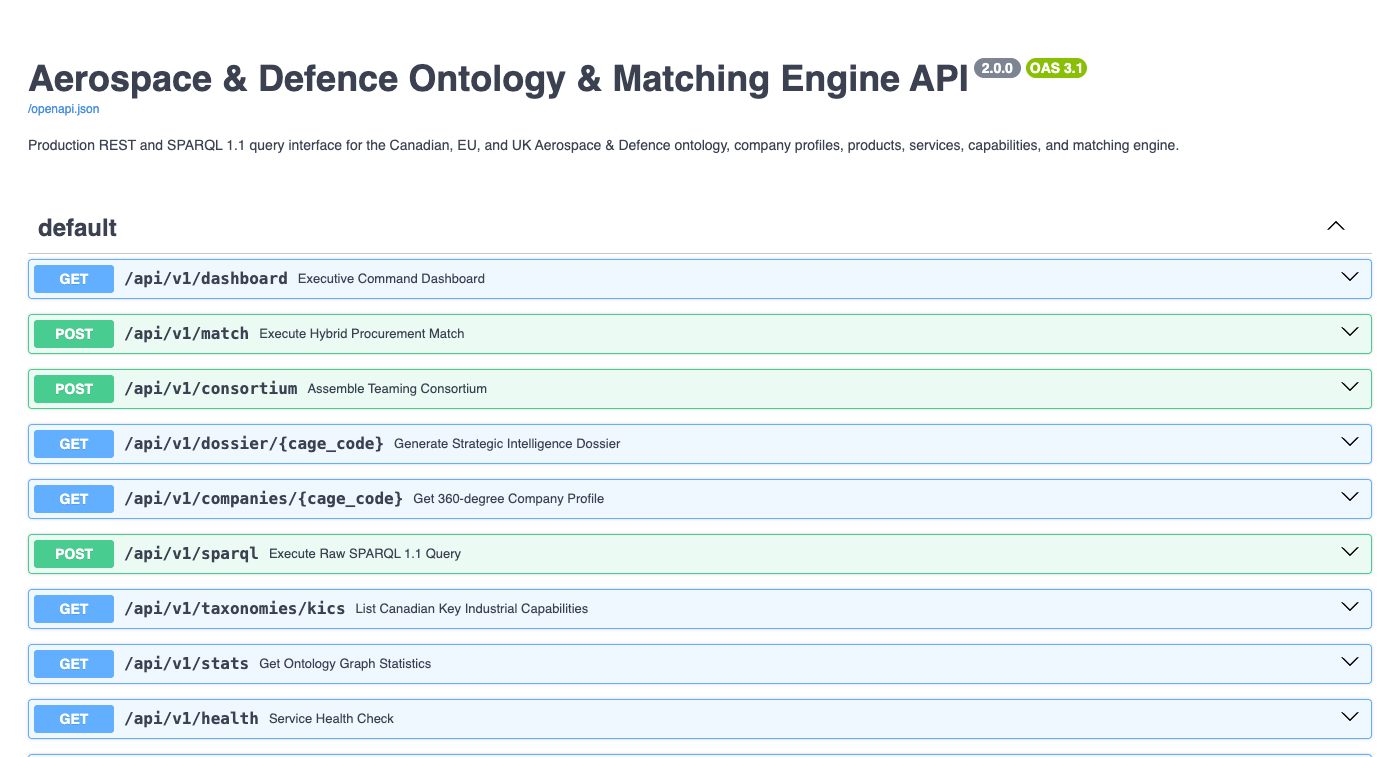 Aerospace & Defence Ontology & Matching Engine API 2.0.0 OAS 3.1
/openapi.json
Production REST and SPARQL 1.1 query interface for the Canadian, EU, and UK Aerospace & Defence ontology, company profiles, products, services, capabilities, and matching engine.
default
GET /api/v1/dashboard Executive Command Dashboard
POST /api/v1/match Execute Hybrid Procurement Match
POST /api/v1/consortium Assemble Teaming Consortium
GET /api/v1/dossier/{cage_code} Generate Strategic Intelligence Dossier
GET /api/v1/companies/{cage_code} Get 360-degree Company Profile
POST /api/v1/sparql Execute Raw SPARQL 1.1 Query
GET /api/v1/taxonomies/kics List Canadian Key Industrial Capabilities
GET /api/v1/stats Get Ontology Graph Statistics
GET /api/v1/health Service Health Check